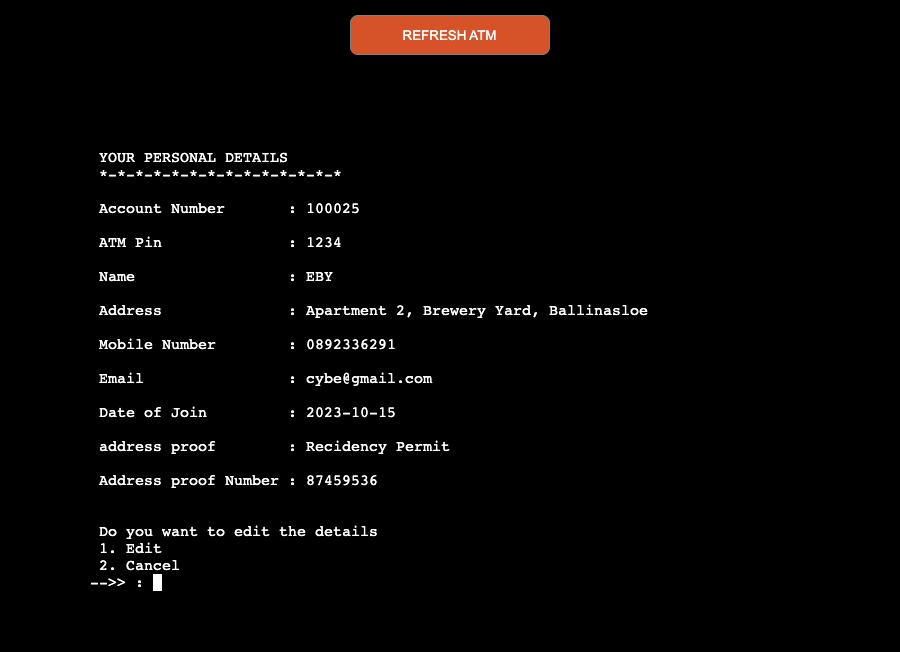 REFRESH ATM
YOUR PERSONAL DETAILS
*-*-*-*-*-*-*-*-*-*-*-*-*-*
Account Number : 100025
ATM Pin : 1234
Name : EBY
Address : Apartment 2, Brewery Yard, Ballinasloe
Mobile Number : 0892336291
Email : cybe@gmail.com
Date of Join : 2023-10-15
address proof : Recidency Permit
Address proof Number : 87459536
Do you want to edit the details
1. Edit
2. Cancel
-->> :